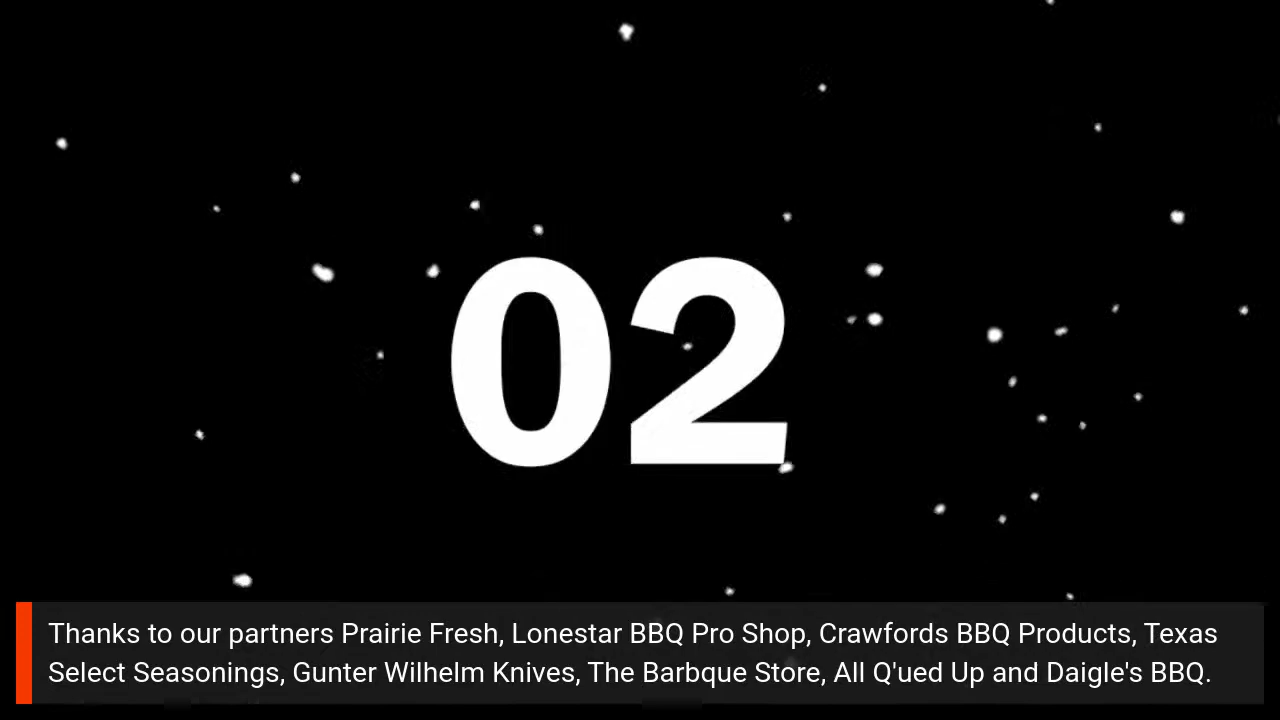 02
Thanks to our partners Prairie Fresh, Lonestar BBQ Pro Shop, Crawfords BBQ Products, Texas
Select Seasonings, Gunter Wilhelm Knives, The Barbque Store, All Q'ued Up and Daigle's BBQ.